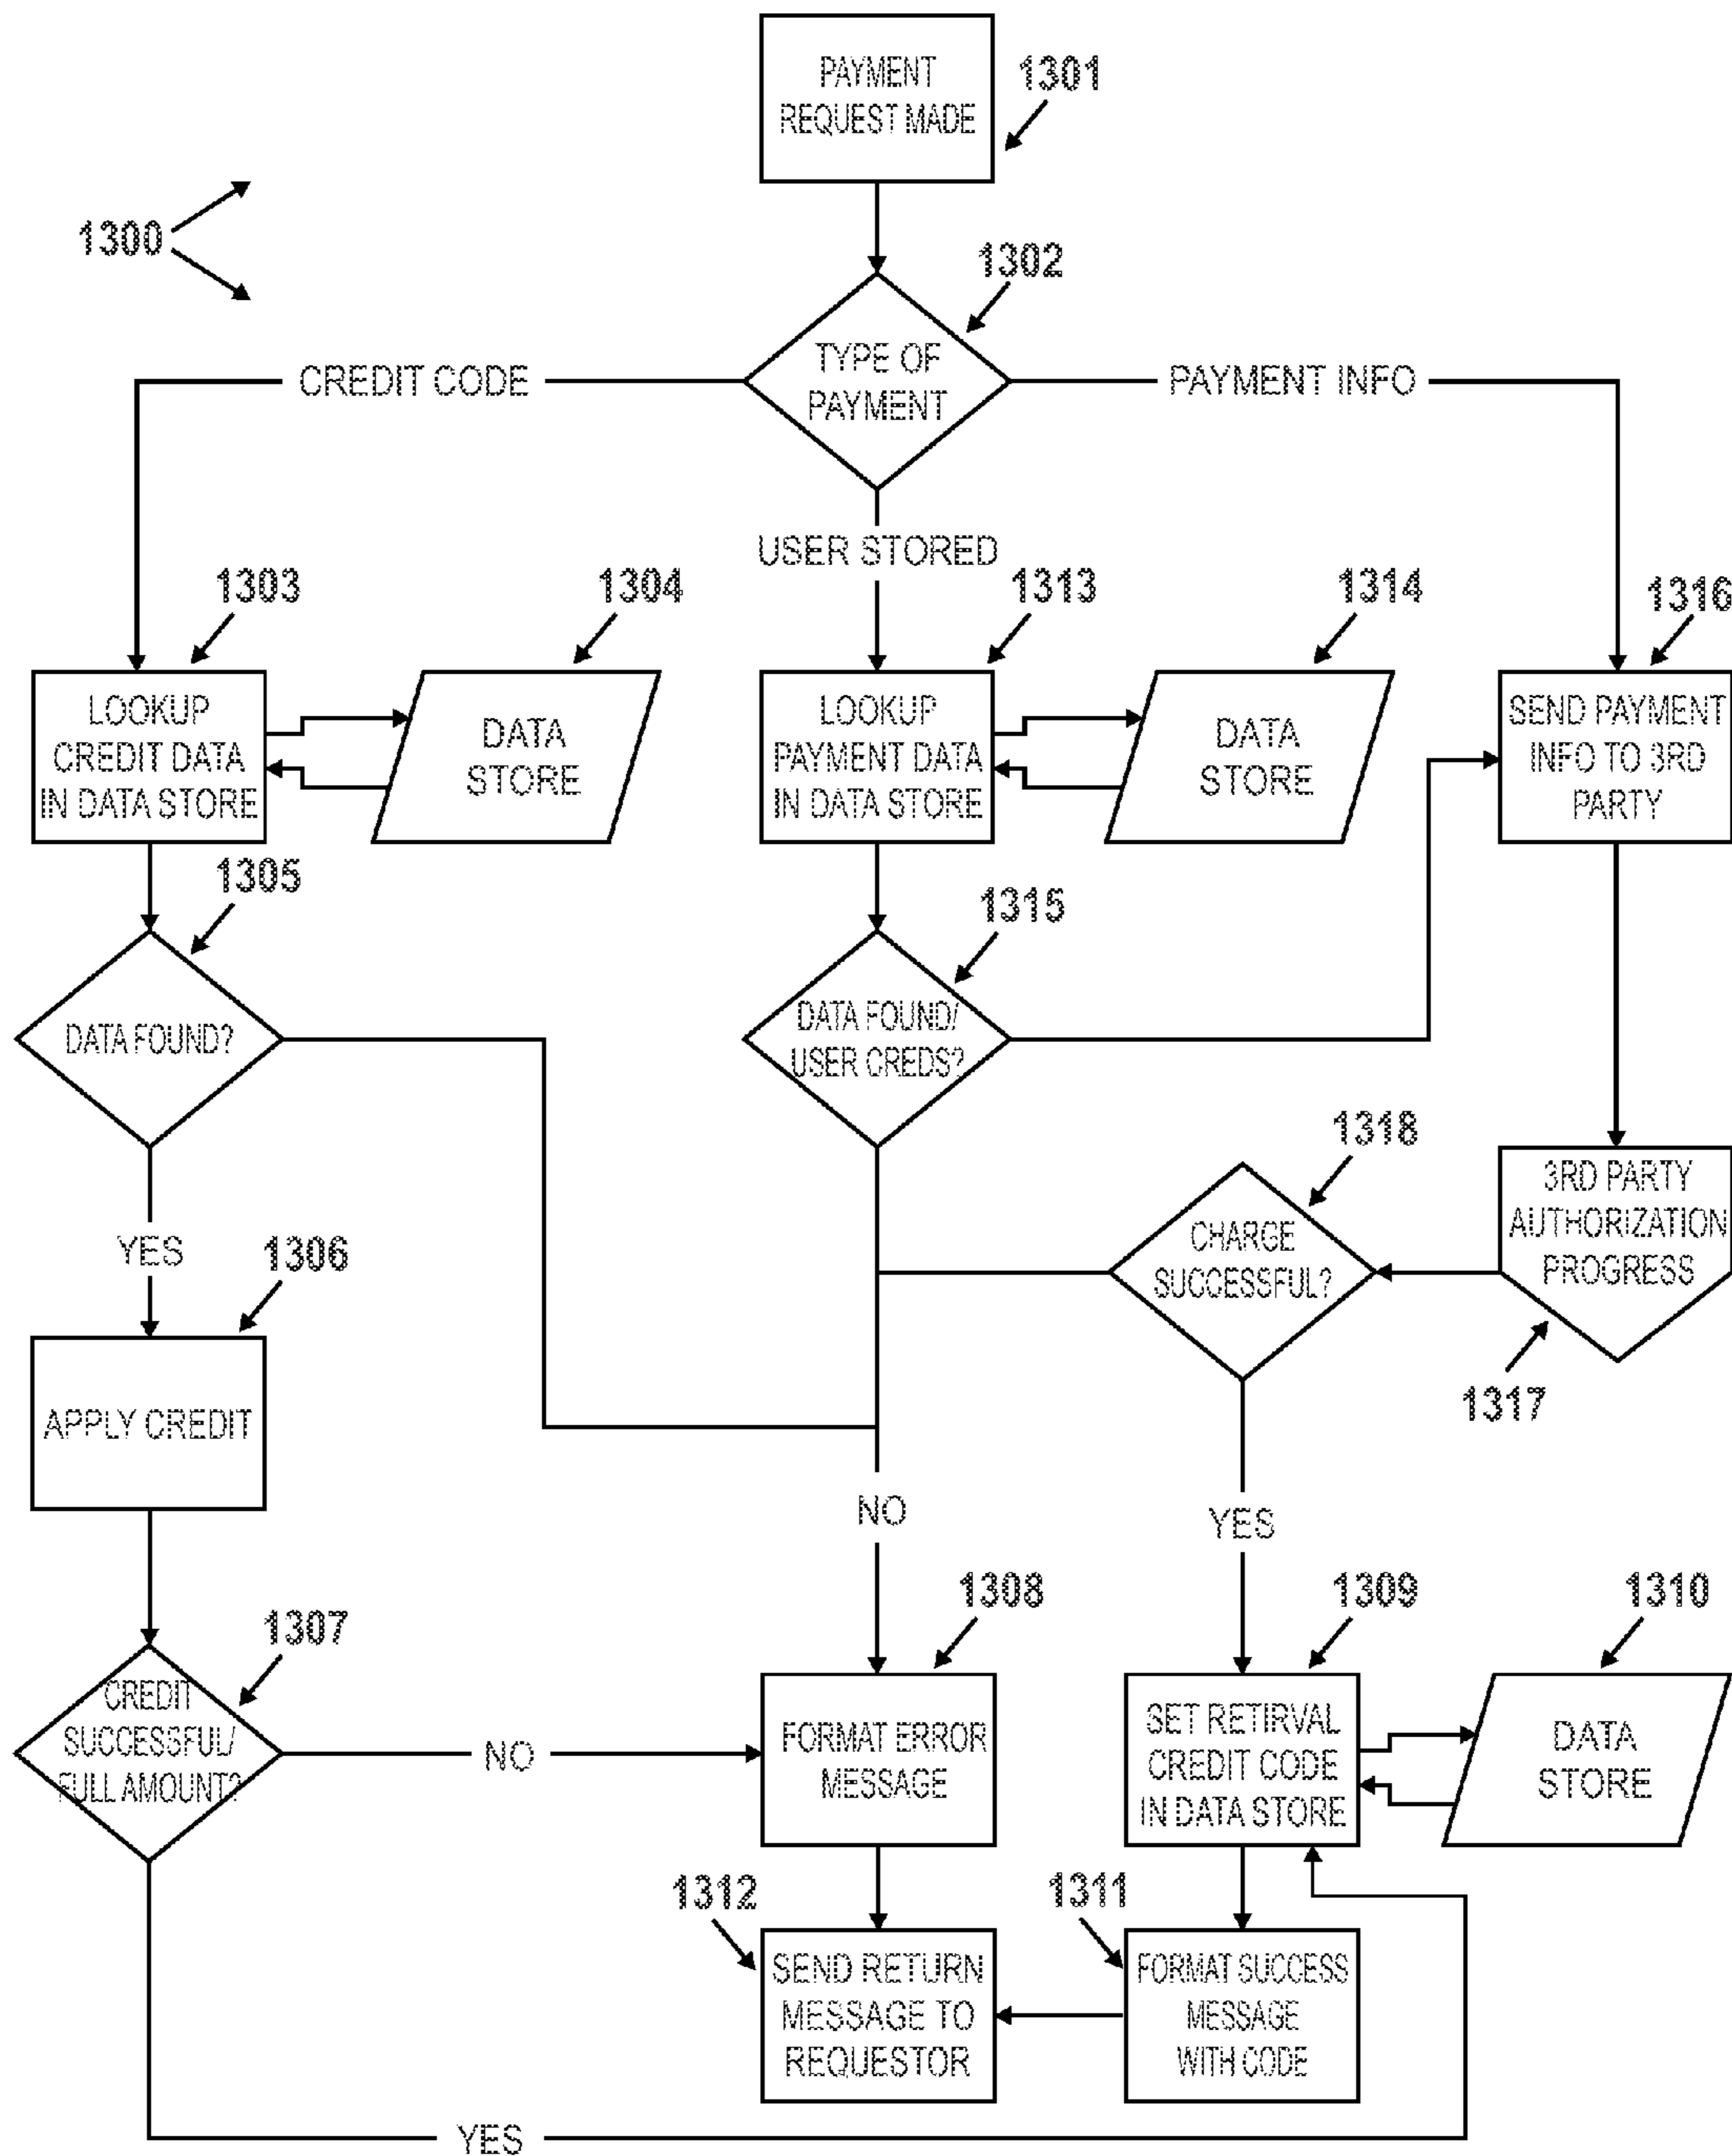 PAYMENT
REQUEST MADE
1301
1300
1302
TYPE OF
PAYMENT
CREDIT CODE
PAYMENT INFO
USER STORED
1303
1304
1313
1314
1316
LOOKUP
CREDIT DATA
IN DATA STORE
DATA
STORE
LOOKUP
PAYMENT DATA
IN DATA STORE
DATA
STORE
SEND PAYMENT
INFO TO 3RD
PARTY
1305
1315
DATA FOUND?
DATA FOUND/
USER CREDS?
1318
CHARGE
SUCCESSFUL?
3RD PARTY
AUTHORIZATION
PROGRESS
1317
YES
1306
APPLY CREDIT
NO
YES
1307
1308
1309
1310
CREDIT
SUCCESSFUL/
FULL AMOUNT?
NO
FORMAT ERROR
MESSAGE
SET RETIRVAL
CREDIT CODE
IN DATA STORE
DATA
STORE
1312
1311
SEND RETURN
MESSAGE TO
REQUESTOR
FORMAT SUCCESS
MESSAGE
WITH CODE
YES